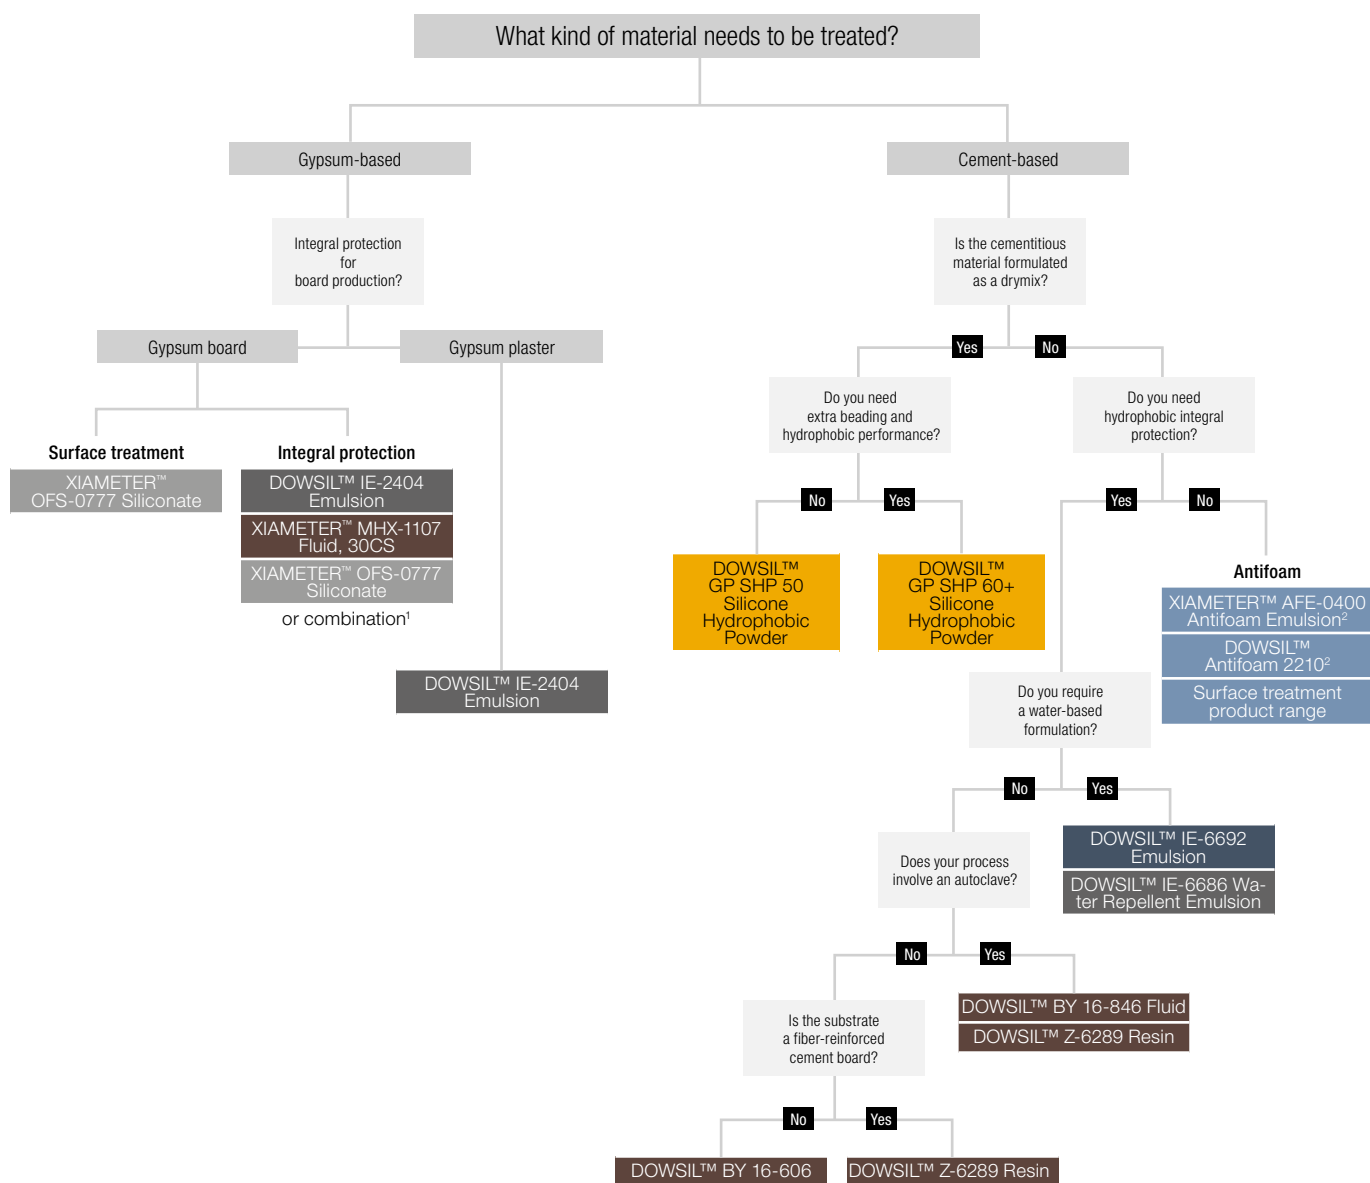 What kind of material needs to be treated?
Gypsum-based
Cement-based
Integral protection
for
board production?
Is the cementitious
material formulated
as a drymix?
Gypsum board
Gypsum plaster
Yes
No
Do you need
extra beading and
hydrophobic performance?
Do you need
hydrophobic integral
protection?
Surface treatment
XIAMETER™
OFS-0777 Siliconate
Integral protection
DOWSIL™ IE-2404
Emulsion
XIAMETER™ MHX-1107
Fluid, 30CS
XIAMETER™ OFS-0777
Siliconate
or combination¹
No
Yes
Yes
No
DOWSIL™
GP SHP 50
Silicone
Hydrophobic
Powder
DOWSIL™
GP SHP 60+
Silicone
Hydrophobic
Powder
Antifoam
XIAMETER™ AFE-0400
Antifoam Emulsion²
DOWSIL™
Antifoam 2210²
Surface treatment
product range
DOWSIL™ IE-2404
Emulsion
Do you require
a water-based
formulation?
No
Yes
Does your process
involve an autoclave?
DOWSIL™ IE-6692
Emulsion
DOWSIL™ IE-6686 Wa-
ter Repellent Emulsion
No
Yes
Is the substrate
a fiber-reinforced
cement board?
DOWSIL™ BY 16-846 Fluid
DOWSIL™ Z-6289 Resin
No
Yes
DOWSIL™ BY 16-606
DOWSIL™ Z-6289 Resin